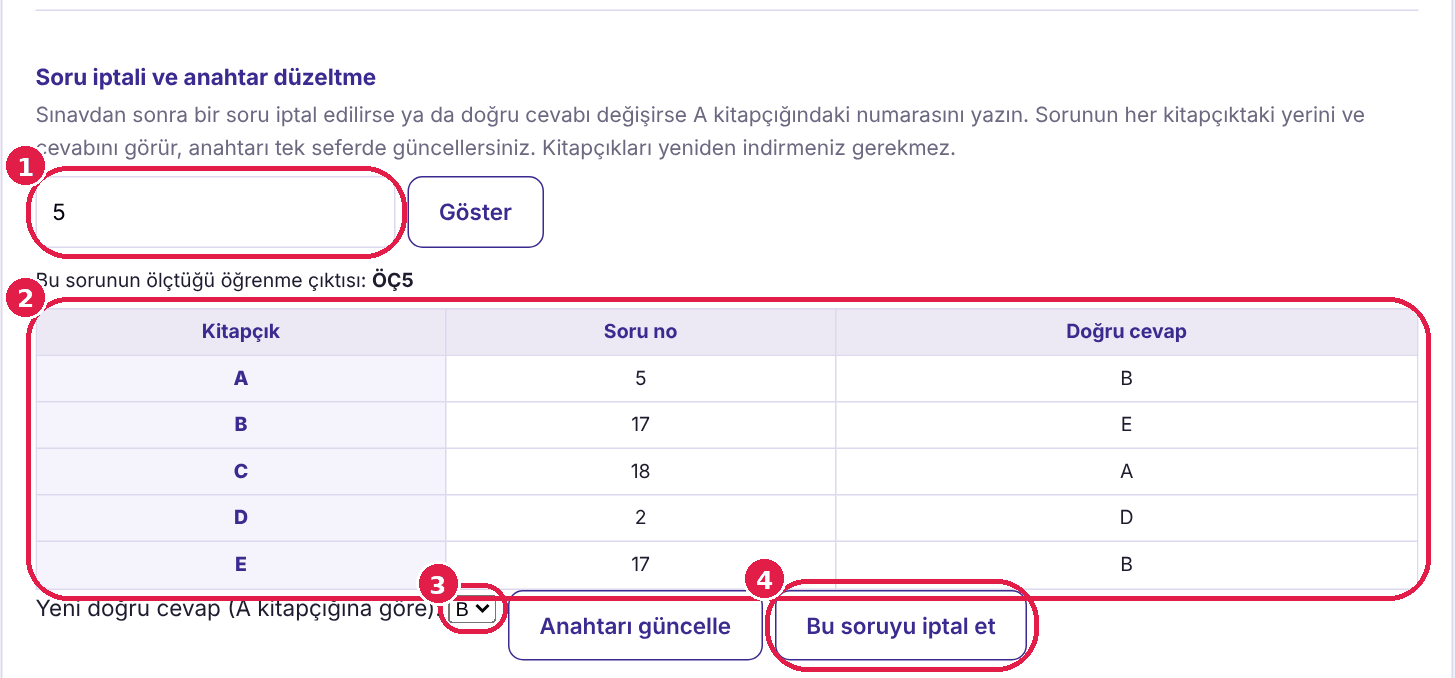 Soru iptali ve anahtar düzeltme
Sınavdan sonra bir soru iptal edilirse ya da doğru cevabı değişirse A kitapçığındaki numarasını yazın. Sorunun her kitapçıktaki yerini ve
cevabını görür, anahtarı tek seferde güncellersiniz. Kitapçıkları yeniden indirmeniz gerekmez.
1
5 Göster
Bu sorunun ölçtüğü öğrenme çıktısı: ÖÇ5
2
Kitapçık Soru no Doğru cevap
A 5 B
B 17 E
C 18 A
D 2 D
E 17 B
3 4
Yeni doğru cevap (A kitapçığına göre): B Anahtarı güncelle Bu soruyu iptal et